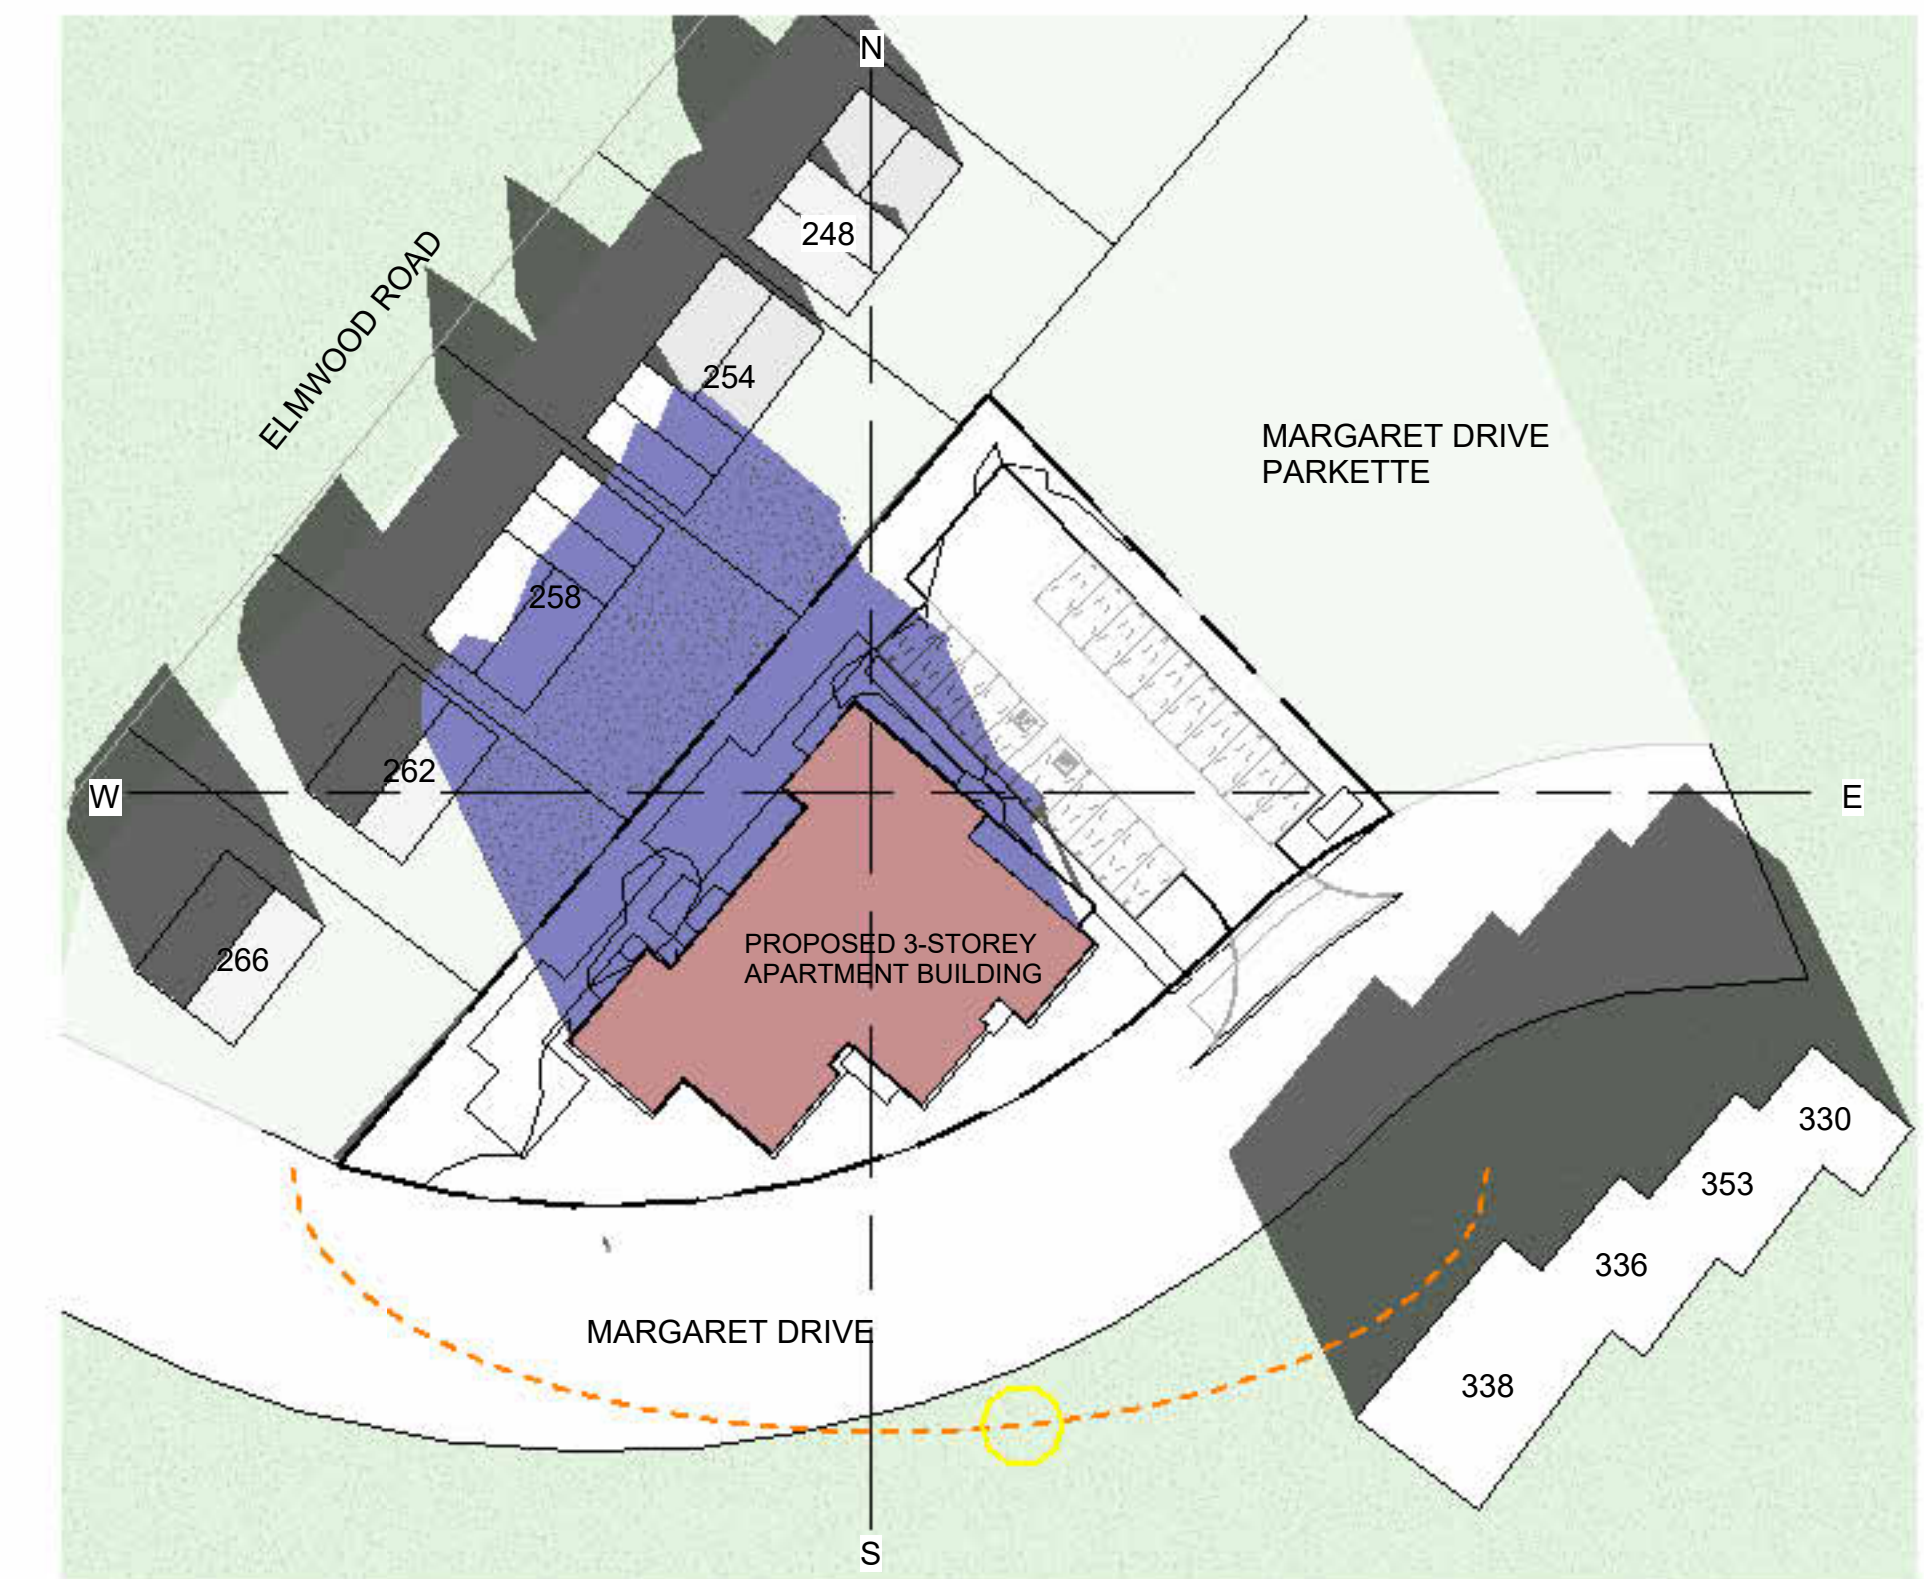 N
248
ELMWOOD ROAD
254
MARGARET DRIVE
PARKETTE
258
262
W
E
266
PROPOSED 3-STOREY
APARTMENT BUILDING
330
353
336
MARGARET DRIVE
338
S